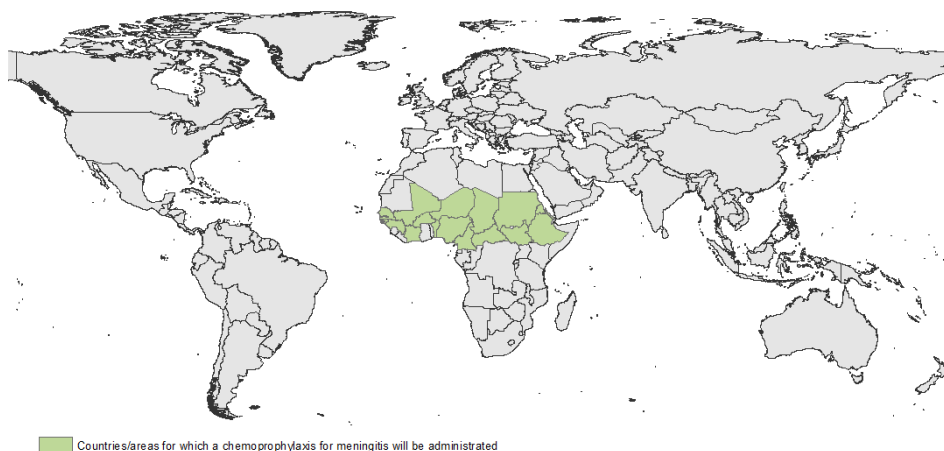 Countries/areas for which a chemoprophylaxis for meningitis will be administrated